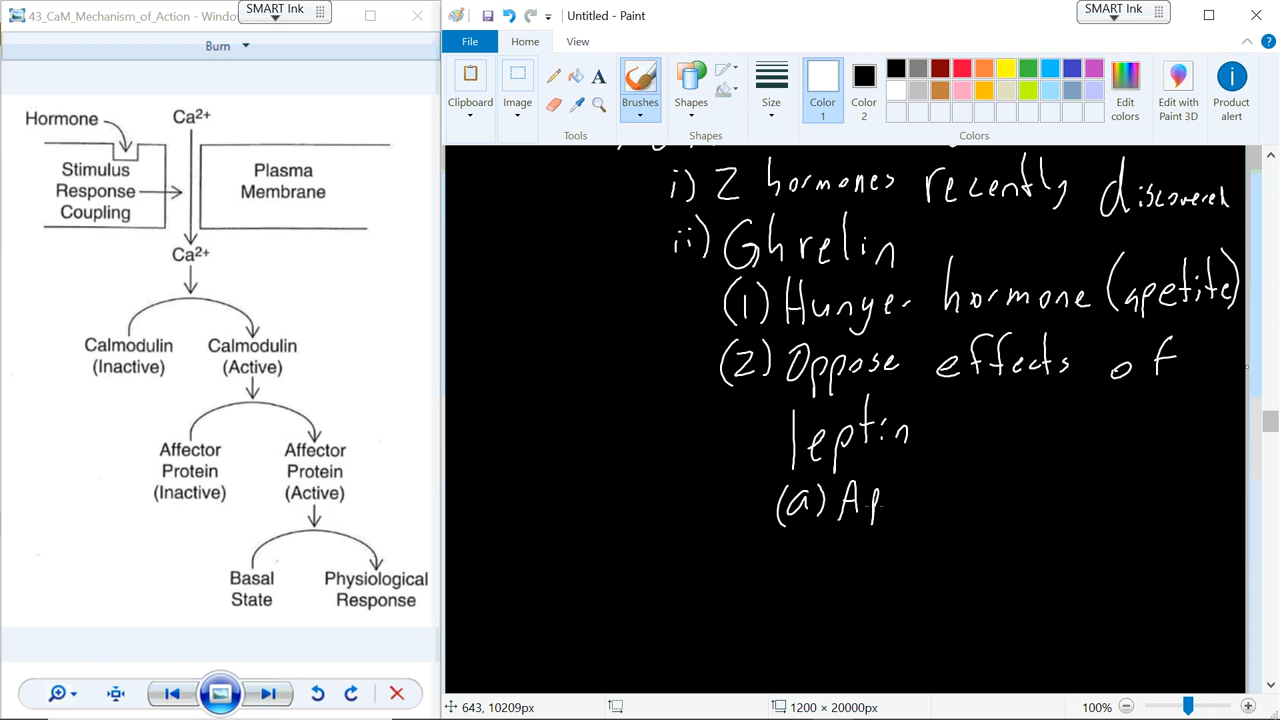 43_CaM_Mechanism_of_Action - Window
SMART Ink
Burn
Hormone
Ca²⁺
Stimulus
Response
Coupling
Plasma
Membrane
Ca²⁺
Calmodulin
(Inactive)
Calmodulin
(Active)
Affector
Protein
(Inactive)
Affector
Protein
(Active)
Basal
State
Physiological
Response
Untitled - Paint
SMART Ink
File
Home
View
Clipboard
Image
Tools
Brushes
Shapes
Shapes
Size
Color
1
Color
2
Edit
colors
Colors
Edit with
Paint 3D
Product
alert
i) 2 hormones recently discovered
ii) Ghrelin
(1) Hunger hormone (apetite)
(2) Oppose effects of
leptin
(a) Ap
643, 10209px
1200 × 20000px
100%